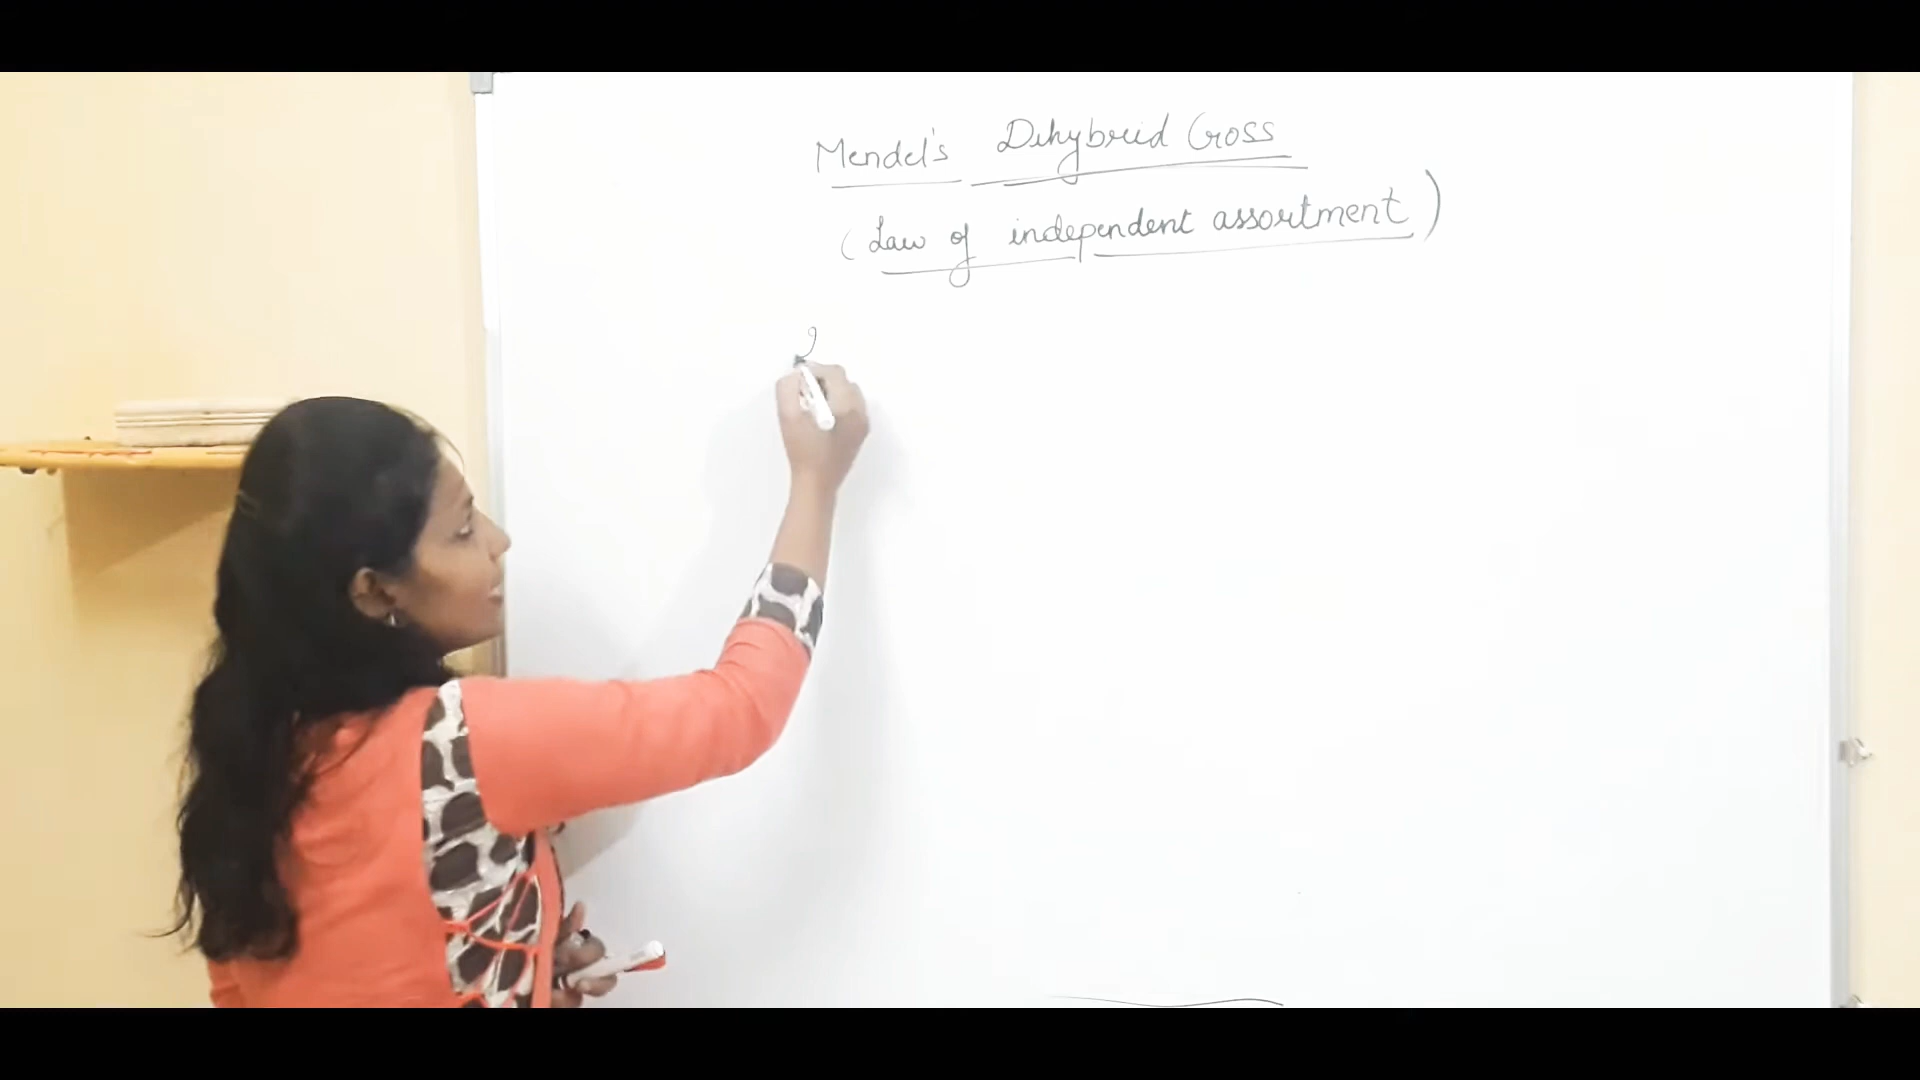 Mendel's Dihybrid Cross
(Law of independent assortment)